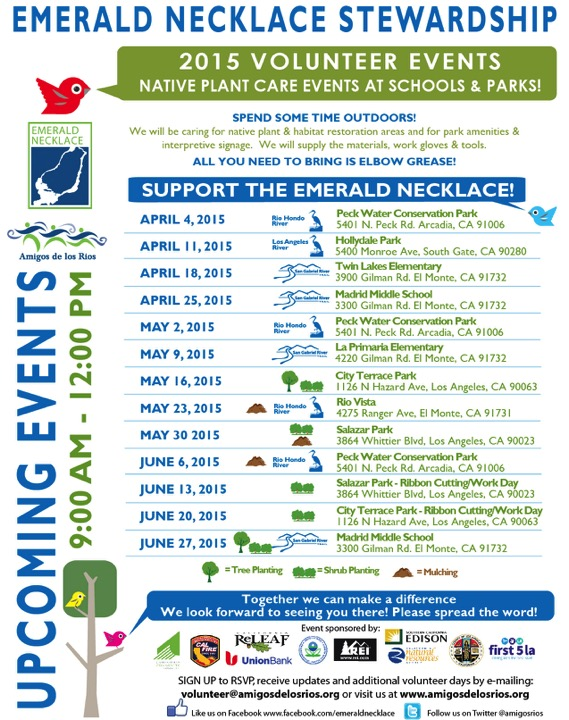 EMERALD NECKLACE STEWARDSHIP
2015 VOLUNTEER EVENTS
NATIVE PLANT CARE EVENTS AT SCHOOLS & PARKS!
SPEND SOME TIME OUTDOORS!
We will be caring for native plant & habitat restoration areas and for park amenities &
interpretive signage. We will supply the materials, work gloves & tools.
ALL YOU NEED TO BRING IS ELBOW GREASE!
EMERALD
NECKLACE
Amigos de los Rios
UPCOMING EVENTS
9:00 AM - 12:00 PM
SUPPORT THE EMERALD NECKLACE!
APRIL 4, 2015
Rio Hondo
River
Peck Water Conservation Park
5401 N. Peck Rd. Arcadia, CA 91006
APRIL 11, 2015
Los Angeles
River
Hollydale Park
5400 Monroe Ave, South Gate, CA 90280
APRIL 18, 2015
San Gabriel River
Twin Lakes Elementary
3900 Gilman Rd. El Monte, CA 91732
APRIL 25, 2015
San Gabriel River
Madrid Middle School
3300 Gilman Rd. El Monte, CA 91732
MAY 2, 2015
Rio Hondo
River
Peck Water Conservation Park
5401 N. Peck Rd. Arcadia, CA 91006
MAY 9, 2015
San Gabriel River
La Primaria Elementary
4220 Gilman Rd. El Monte, CA 91732
MAY 16, 2015
City Terrace Park
1126 N Hazard Ave, Los Angeles, CA 90063
MAY 23, 2015
Rio Hondo
River
Rio Vista
4275 Ranger Ave, El Monte, CA 91731
MAY 30 2015
Salazar Park
3864 Whittier Blvd, Los Angeles, CA 90023
JUNE 6, 2015
Rio Hondo
River
Peck Water Conservation Park
5401 N. Peck Rd. Arcadia, CA 91006
JUNE 13, 2015
Salazar Park - Ribbon Cutting/Work Day
3864 Whittier Blvd, Los Angeles, CA 90023
JUNE 20, 2015
City Terrace Park - Ribbon Cutting/Work Day
1126 N Hazard Ave, Los Angeles, CA 90063
JUNE 27, 2015
San Gabriel River
Madrid Middle School
3300 Gilman Rd. El Monte, CA 91732
= Tree Planting
= Shrub Planting
= Mulching
Together we can make a difference
We look forward to seeing you there! Please spread the word!
Event sponsored by:
CAL
FIRE
CALIFORNIA
ReLEAF
UnionBank
REI
SOUTHERN CALIFORNIA
EDISON
natural
Resources
first 5 la
SIGN UP to RSVP, receive updates and additional volunteer days by e-mailing:
volunteer@amigosdelosrios.org or visit us at www.amigosdelosrios.org
Like us on Facebook www.facebook.com/emeraldnecklace
Follow us on Twitter @amigosrios